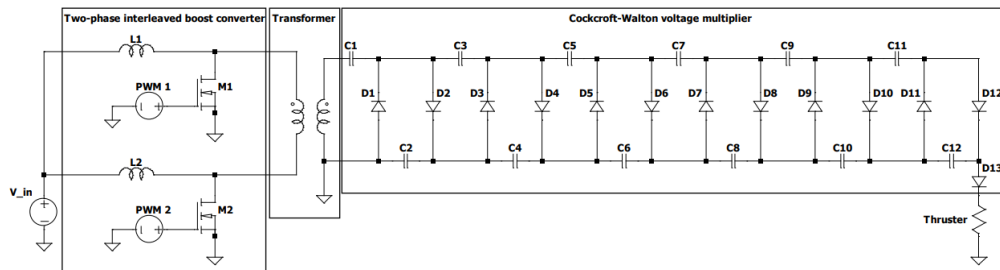 Two-phase interleaved boost converter
Transformer
Cockcroft-Walton voltage multiplier
L1
C1
C3
C5
C7
C9
C11
PWM 1
M1
D1
D2
D3
D4
D5
D6
D7
D8
D9
D10
D11
D12
L2
C2
C4
C6
C8
C10
C12
D13
V_in
PWM 2
M2
Thruster